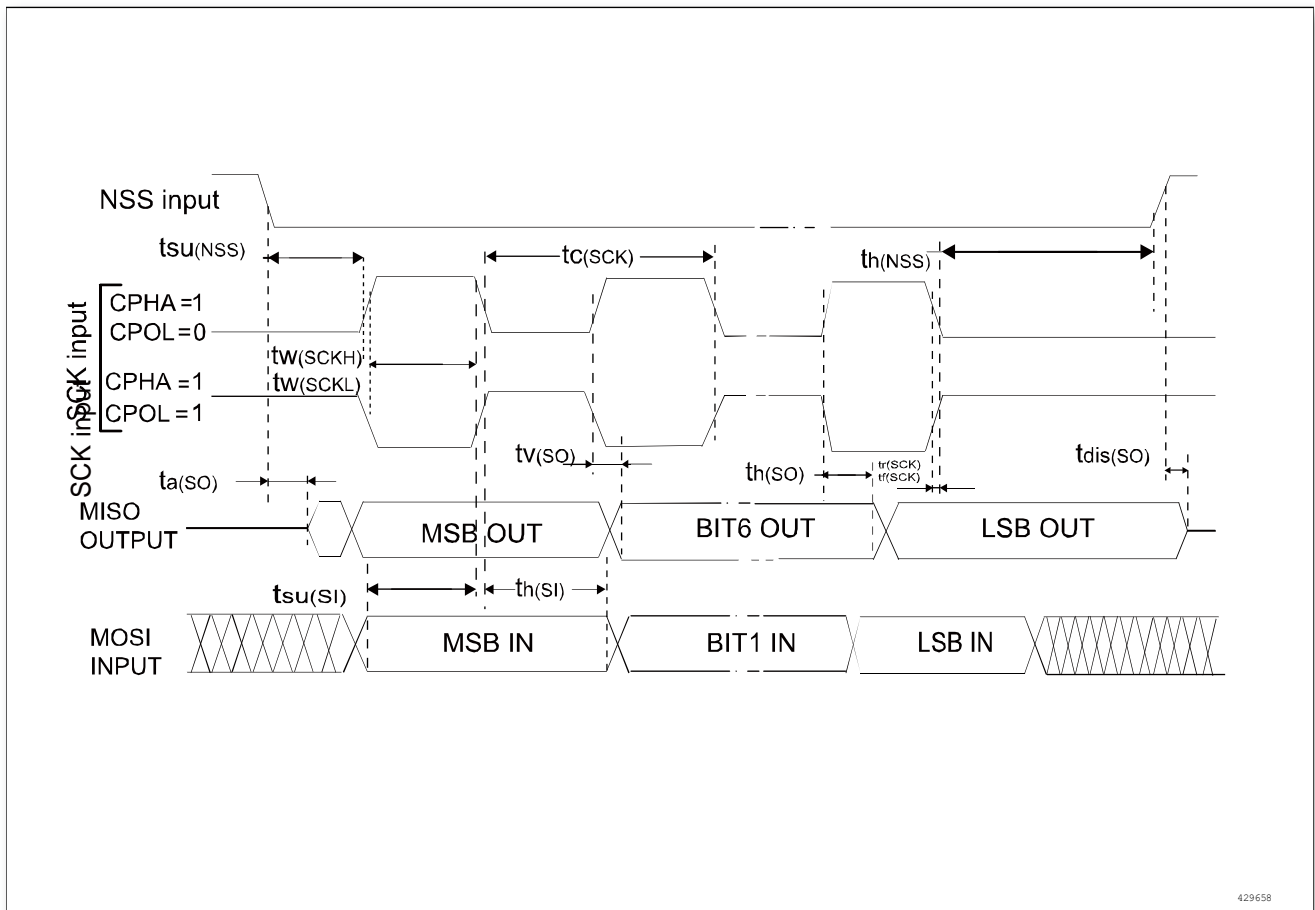 NSS input
tsu(NSS)
tc(SCK)
th(NSS)
SCK input
SCK input
CPHA =1
CPOL=0
tw(SCKH)
CPHA =1
tw(SCKL)
CPOL =1
tv(SO)
th(SO)
tr(SCK)
tf(SCK)
tdis(SO)
ta(SO)
MISO
OUTPUT
MSB OUT
BIT6 OUT
LSB OUT
tsu(SI)
th(SI)
MOSI
INPUT
MSB IN
BIT1 IN
LSB IN
429658